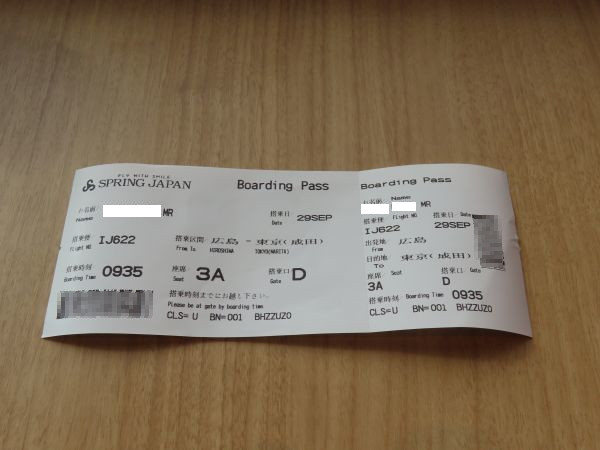 FLY WITH SMILE
SPRING JAPAN
Boarding Pass
お名前
Name
MR
搭乗日
Date
29SEP
搭乗便
Flight NO
IJ622
搭乗区間
From To
広島 - 東京(成田)
HIROSHIMA
TOKYO(NARITA)
搭乗時刻
Boarding Time
0935
座席
Seat
3A
搭乗口
Gate
D
搭乗時刻までにお越し下さい。
Please be at gate by boarding time
CLS=U BN=001 BHZZUZO
Boarding Pass
お名前 Name
MR
搭乗便 Flight NO
搭乗日 Date
IJ622
29SEP
出発地
From
広島
目的地
To
東京(成田)
座席 Seat
搭乗口 Gate
3A
D
搭乗時刻 Boarding Time 0935
CLS=U BN=001 BHZZUZO